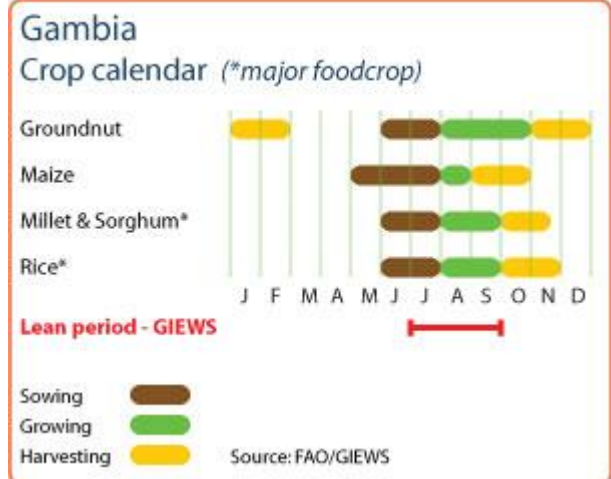 Gambia
Crop calendar (*major foodcrop)
Groundnut
Maize
Millet & Sorghum*
Rice*
J F M A M J J A S O N D
Lean period - GIEWS
Sowing
Growing
Harvesting
Source: FAO/GIEWS